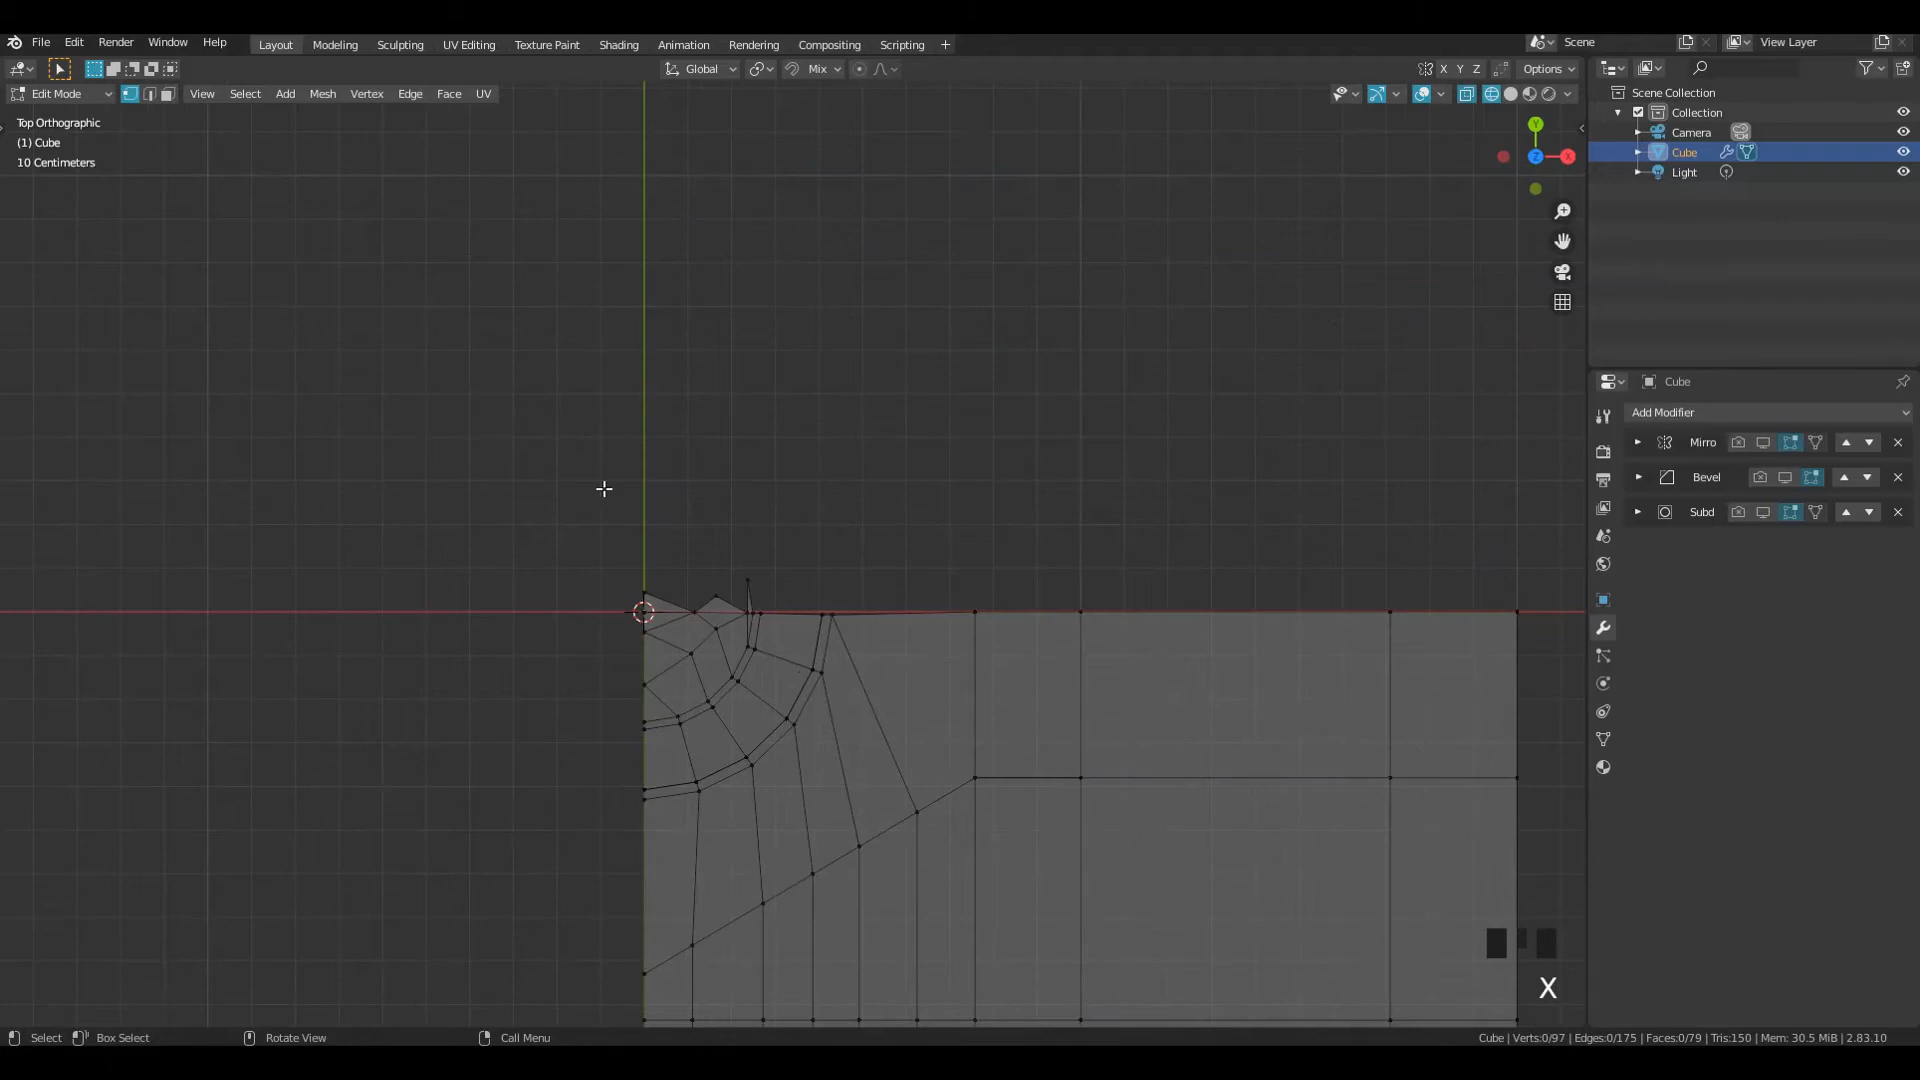 File Edit Render Window Help Layout Modeling Sculpting UV Editing Texture Paint Shading Animation Rendering Compositing Scripting + Scene View Layer
Global Mix X Y Z Options
Edit Mode View Select Add Mesh Vertex Edge Face UV
Scene Collection
Collection
Camera
Cube
Light
Top Orthographic
(1) Cube
10 Centimeters
Y
Z
X
Cube
Add Modifier
Mirro
Bevel
Subd
X
Select Box Select Rotate View Call Menu Cube | Verts:0/97 | Edges:0/175 | Faces:0/79 | Tris:150 | Mem: 30.5 MiB | 2.83.10